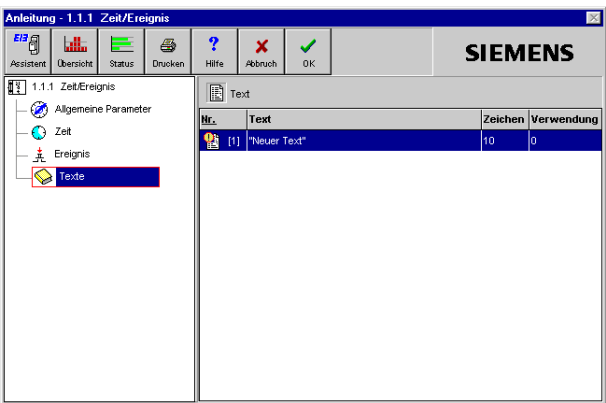 Anleitung - 1.1.1 Zeit/Ereignis
EIB
Assistent Übersicht Status Drucken Hilfe Abbruch OK
SIEMENS
1.1.1 Zeit/Ereignis
Allgemeine Parameter
Zeit
Ereignis
Texte
Text
Nr. Text Zeichen Verwendung
[1] "Neuer Text" 10 0